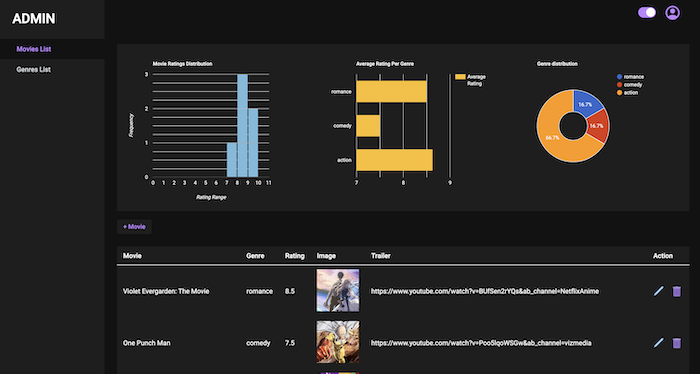 ADMIN
Movies List
Genres List
Movie Ratings Distribution
3
2
1
0
Frequency
0 1 2 3 4 5 6 7 8 9 10 11
Rating Range
Average Rating Per Genre
romance
comedy
action
7 8 9
Average
Rating
Genre distribution
16.7%
16.7%
66.7%
romance
comedy
action
+ Movie
Movie Genre Rating Image Trailer Action
Violet Evergarden: The Movie romance 8.5 https://www.youtube.com/watch?v=BUfSen2rYQs&ab_channel=NetflixAnime
One Punch Man comedy 7.5 https://www.youtube.com/watch?v=Poo5lqoWSGw&ab_channel=vizmedia